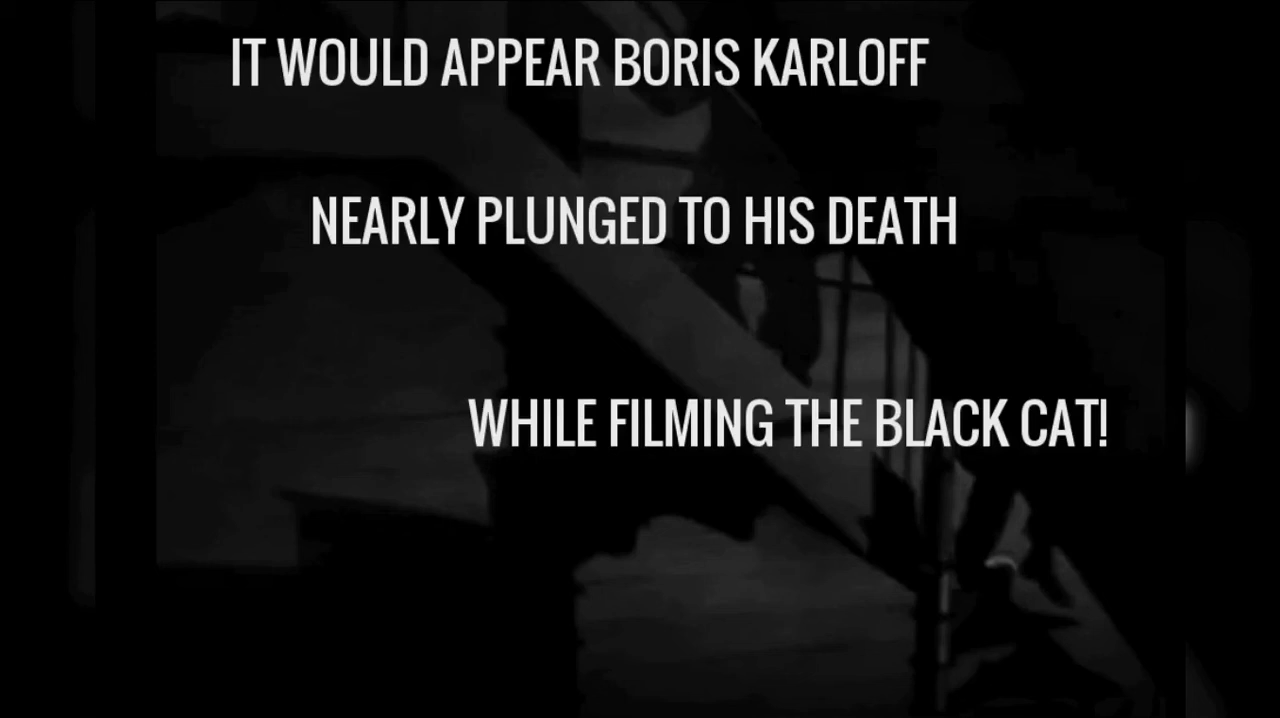 IT WOULD APPEAR BORIS KARLOFF
NEARLY PLUNGED TO HIS DEATH
WHILE FILMING THE BLACK CAT!